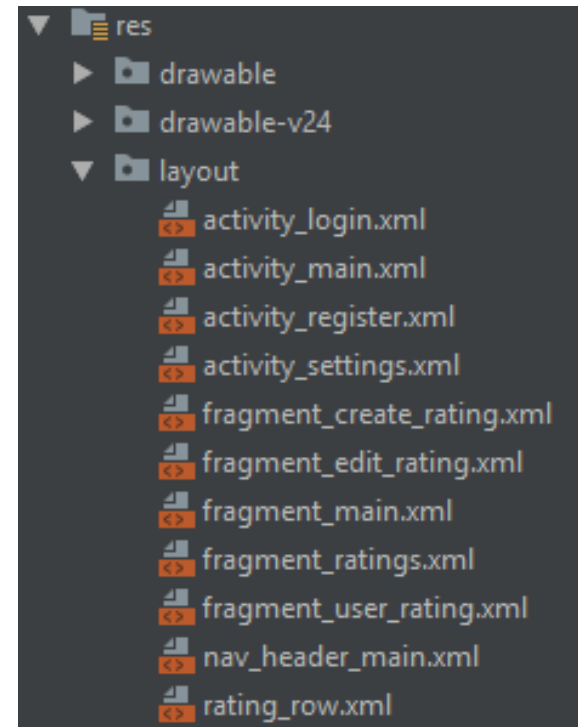 res
drawable
drawable-v24
layout
activity_login.xml
activity_main.xml
activity_register.xml
activity_settings.xml
fragment_create_rating.xml
fragment_edit_rating.xml
fragment_main.xml
fragment_ratings.xml
fragment_user_rating.xml
nav_header_main.xml
rating_row.xml